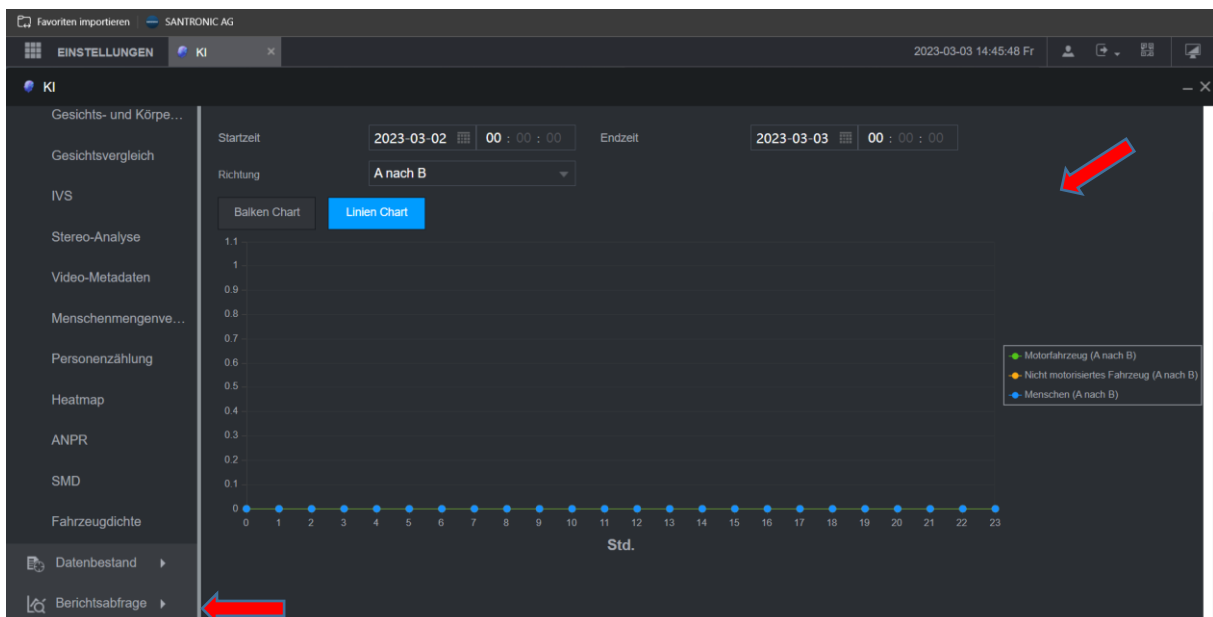 Favoriten importieren SANTRONIC AG
EINSTELLUNGEN KI × 2023-03-03 14:45:48 Fr
KI
Gesichts- und Körpe...
Gesichtsvergleich
IVS
Stereo-Analyse
Video-Metadaten
Menschenmengenve...
Personenzählung
Heatmap
ANPR
SMD
Fahrzeugdichte
Datenbestand
Berichtsabfrage
Startzeit 2023-03-02 00 : 00 : 00 Endzeit 2023-03-03 00 : 00 : 00
Richtung A nach B
Balken Chart Linien Chart
1.1
1
0.9
0.8
0.7
0.6
0.5
0.4
0.3
0.2
0.1
0
0 1 2 3 4 5 6 7 8 9 10 11 12 13 14 15 16 17 18 19 20 21 22 23
Std.
Motorfahrzeug (A nach B)
Nicht motorisiertes Fahrzeug (A nach B)
Menschen (A nach B)